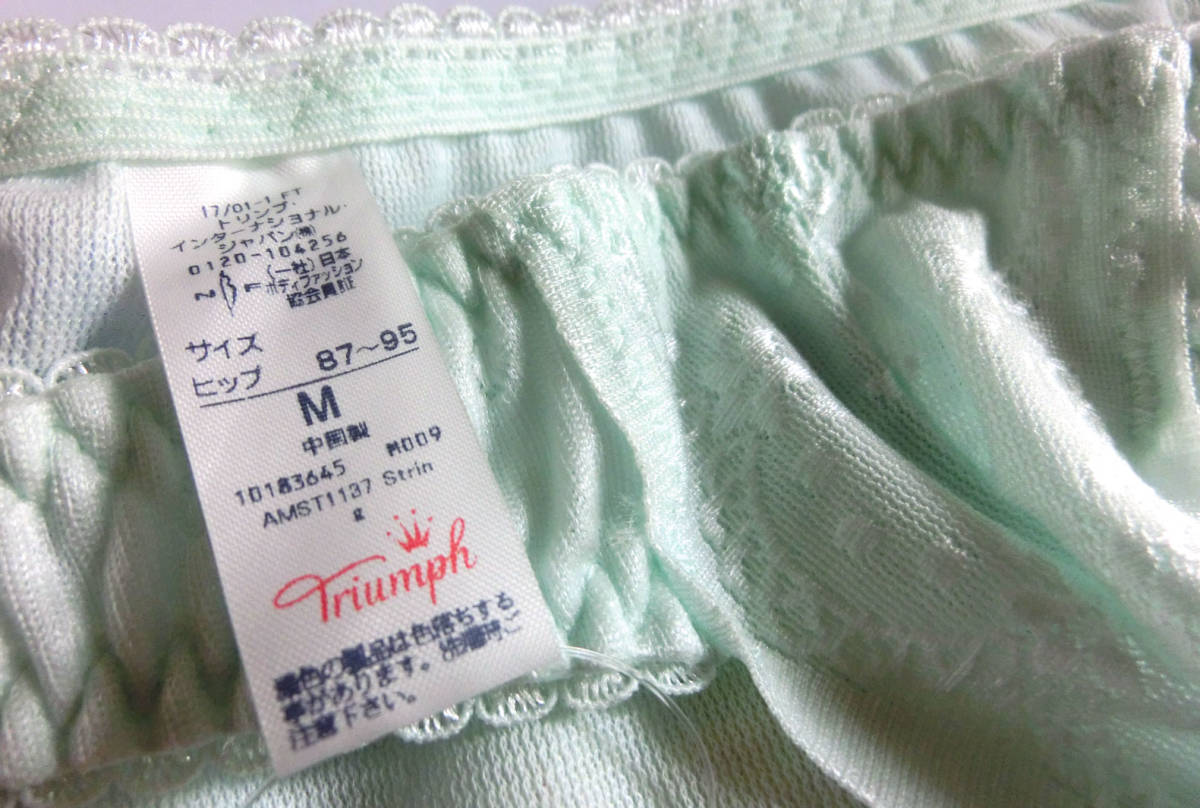 17/01-1 FT
トリンプ・
インターナショナル・
ジャパン㈱
0120-104256
(一社)日本
ボディファッション
協会員NE
サイズ
ヒップ 87~95
M
中国製
10183645 M009
AMST1137 Strin
g
Triumph
濃色の製品は色落ちする
事があります。洗濯時ご
注意下さい。